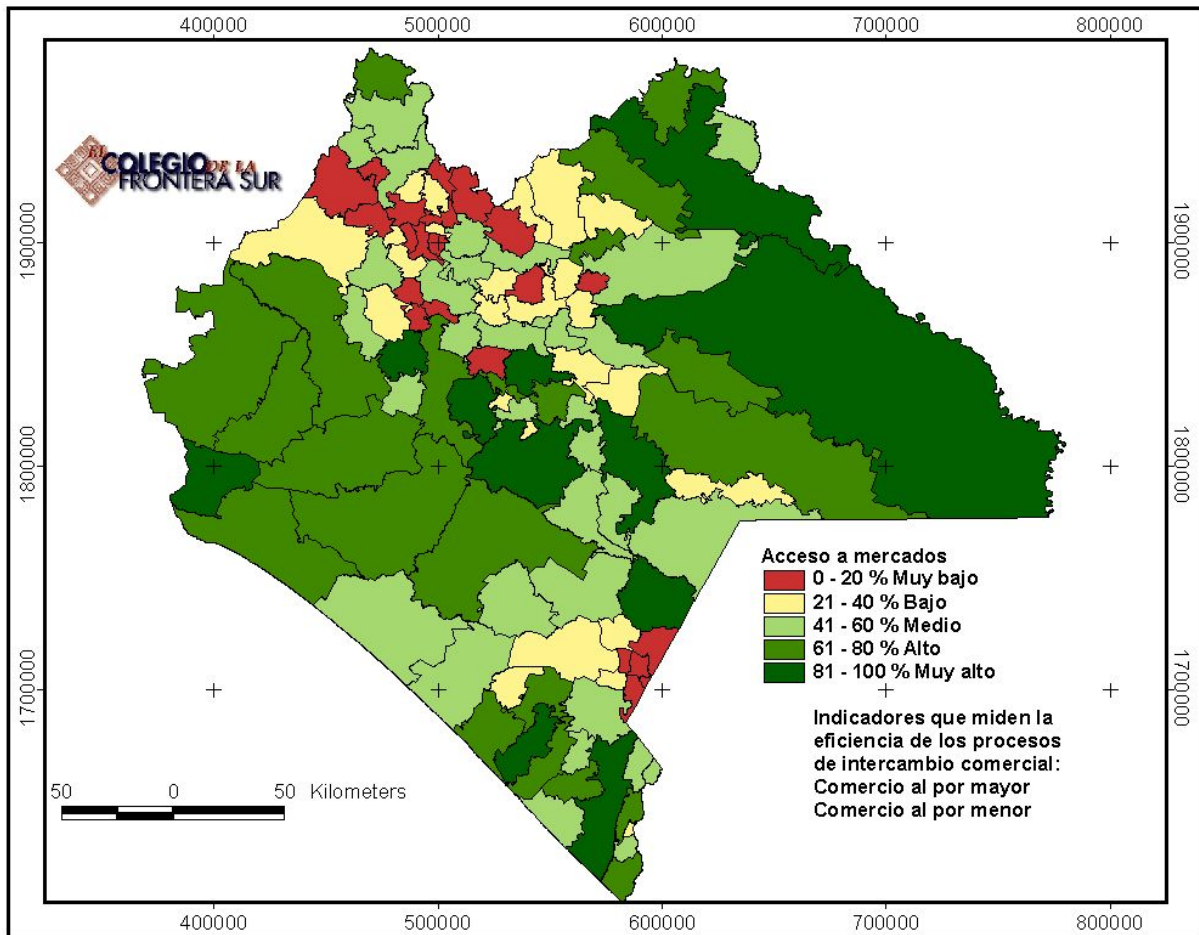 400000 500000 600000 700000 800000
1900000
1800000
1700000
1900000
1800000
1700000
EL
COLEGIO DE LA
FRONTERA SUR
Acceso a mercados
0 - 20 % Muy bajo
21 - 40 % Bajo
41 - 60 % Medio
61 - 80 % Alto
81 - 100 % Muy alto
Indicadores que miden la
eficiencia de los procesos
de intercambio comercial:
Comercio al por mayor
Comercio al por menor
50 0 50 Kilometers
400000 500000 600000 700000 800000